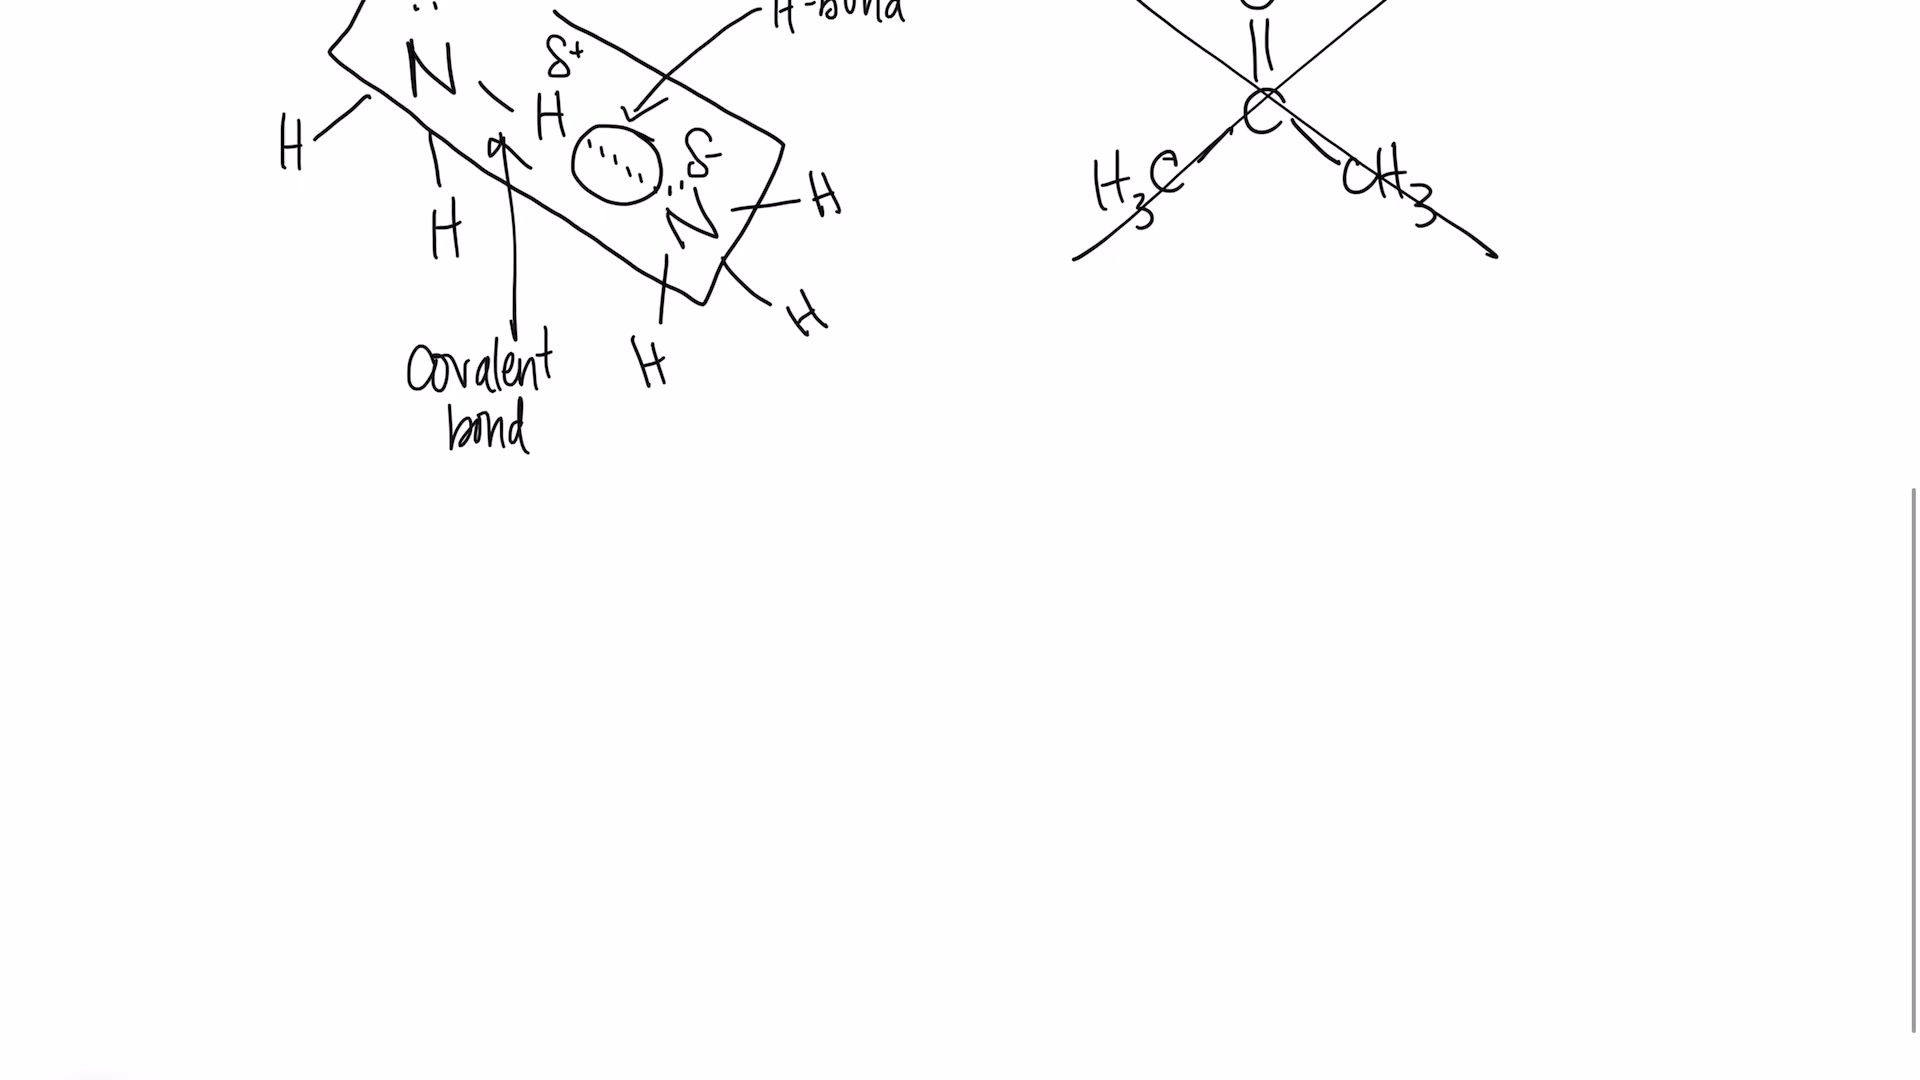 H-bond
N
δ+
H
H
δ-
H
N
H
H
H
Covalent
bond
O
C
H3C
CH3